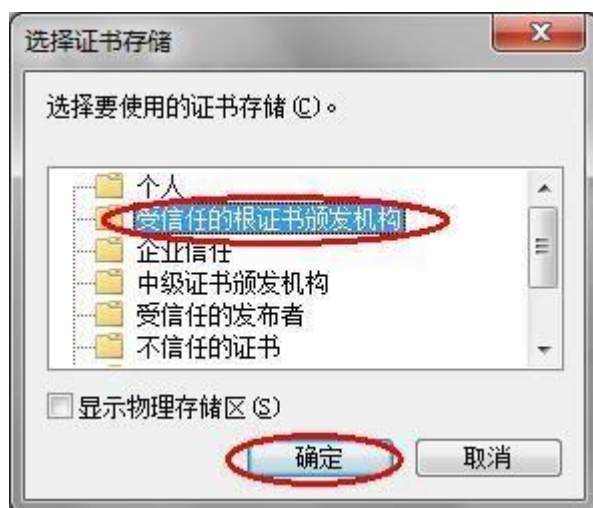 选择证书存储
选择要使用的证书存储(C)。
个人
受信任的根证书颁发机构
企业信任
中级证书颁发机构
受信任的发布者
不信任的证书
显示物理存储区(S)
确定
取消